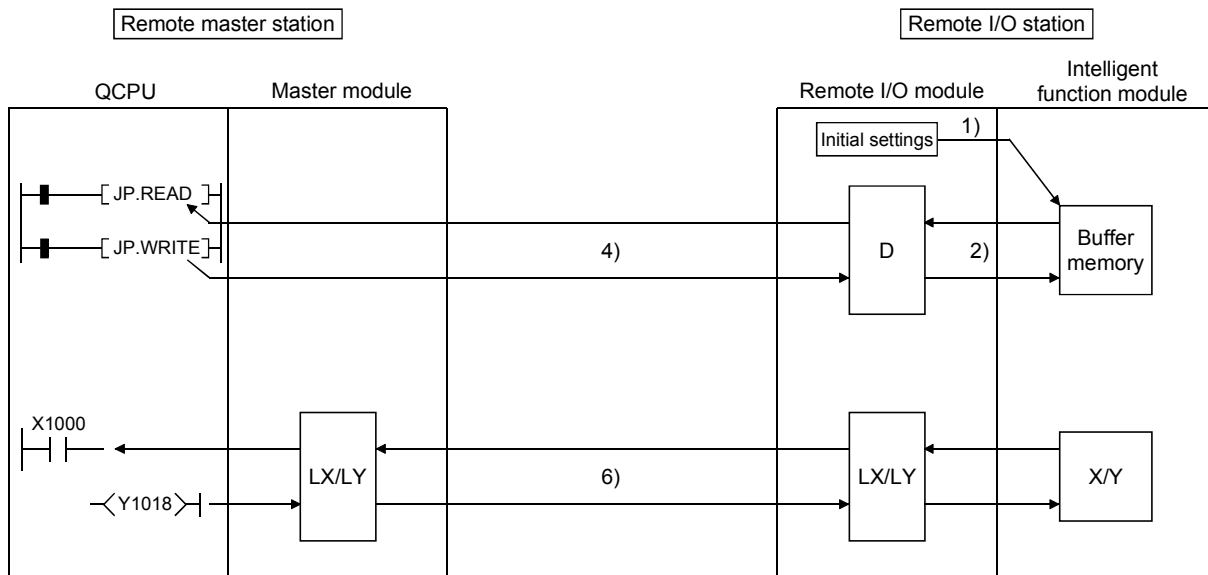 Remote master station
Remote I/O station
QCPU
Master module
Remote I/O module
Intelligent
function module
Initial settings
1)
JP.READ
JP.WRITE
4)
D
2)
Buffer
memory
X1000
Y1018
LX/LY
6)
LX/LY
X/Y